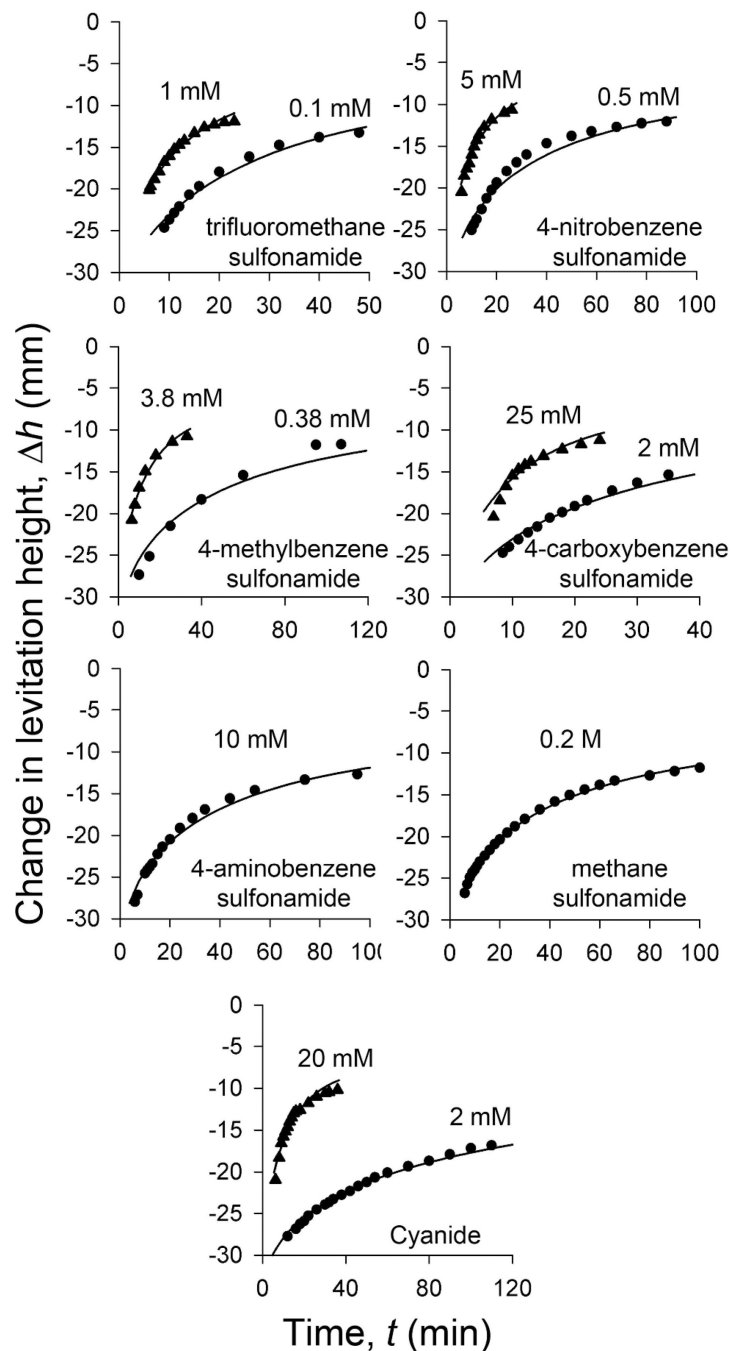 0
-5
-10
-15
-20
-25
-30
1 mM
0.1 mM
trifluoromethane
sulfonamide
0 10 20 30 40 50
0
-5
-10
-15
-20
-25
-30
5 mM
0.5 mM
4-nitrobenzene
sulfonamide
0 20 40 60 80 100
0
-5
-10
-15
-20
-25
-30
3.8 mM
0.38 mM
4-methylbenzene
sulfonamide
0 40 80 120
0
-5
-10
-15
-20
-25
-30
25 mM
2 mM
4-carboxybenzene
sulfonamide
0 10 20 30 40
0
-5
-10
-15
-20
-25
-30
10 mM
4-aminobenzene
sulfonamide
0 20 40 60 80 100
0
-5
-10
-15
-20
-25
-30
0.2 M
methane
sulfonamide
0 20 40 60 80 100
0
-5
-10
-15
-20
-25
-30
20 mM
2 mM
Cyanide
0 40 80 120
Change in levitation height, Δh (mm)
Time, t (min)